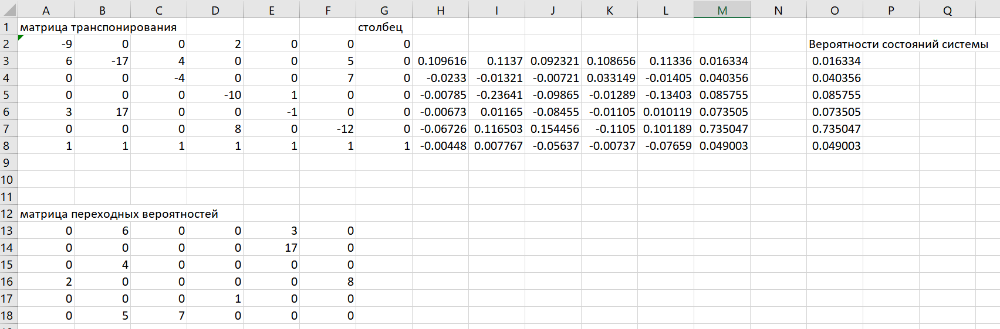 A B C D E F G H I J K L M N O P Q
1 матрица транспонирования столбец
2 -9 0 0 2 0 0 0 Вероятности состояний системы
3 6 -17 4 0 0 5 0 0.109616 0.1137 0.092321 0.108656 0.11336 0.016334 0.016334
4 0 0 -4 0 0 7 0 -0.0233 -0.01321 -0.00721 0.033149 -0.01405 0.040356 0.040356
5 0 0 0 -10 1 0 0 -0.00785 -0.23641 -0.09865 -0.01289 -0.13403 0.085755 0.085755
6 3 17 0 0 -1 0 0 -0.00673 0.01165 -0.08455 -0.01105 0.010119 0.073505 0.073505
7 0 0 0 8 0 -12 0 -0.06726 0.116503 0.154456 -0.1105 0.101189 0.735047 0.735047
8 1 1 1 1 1 1 1 -0.00448 0.007767 -0.05637 -0.00737 -0.07659 0.049003 0.049003
9
10
11
12 матрица переходных вероятностей
13 0 6 0 0 3 0
14 0 0 0 0 17 0
15 0 4 0 0 0 0
16 2 0 0 0 0 8
17 0 0 0 1 0 0
18 0 5 7 0 0 0